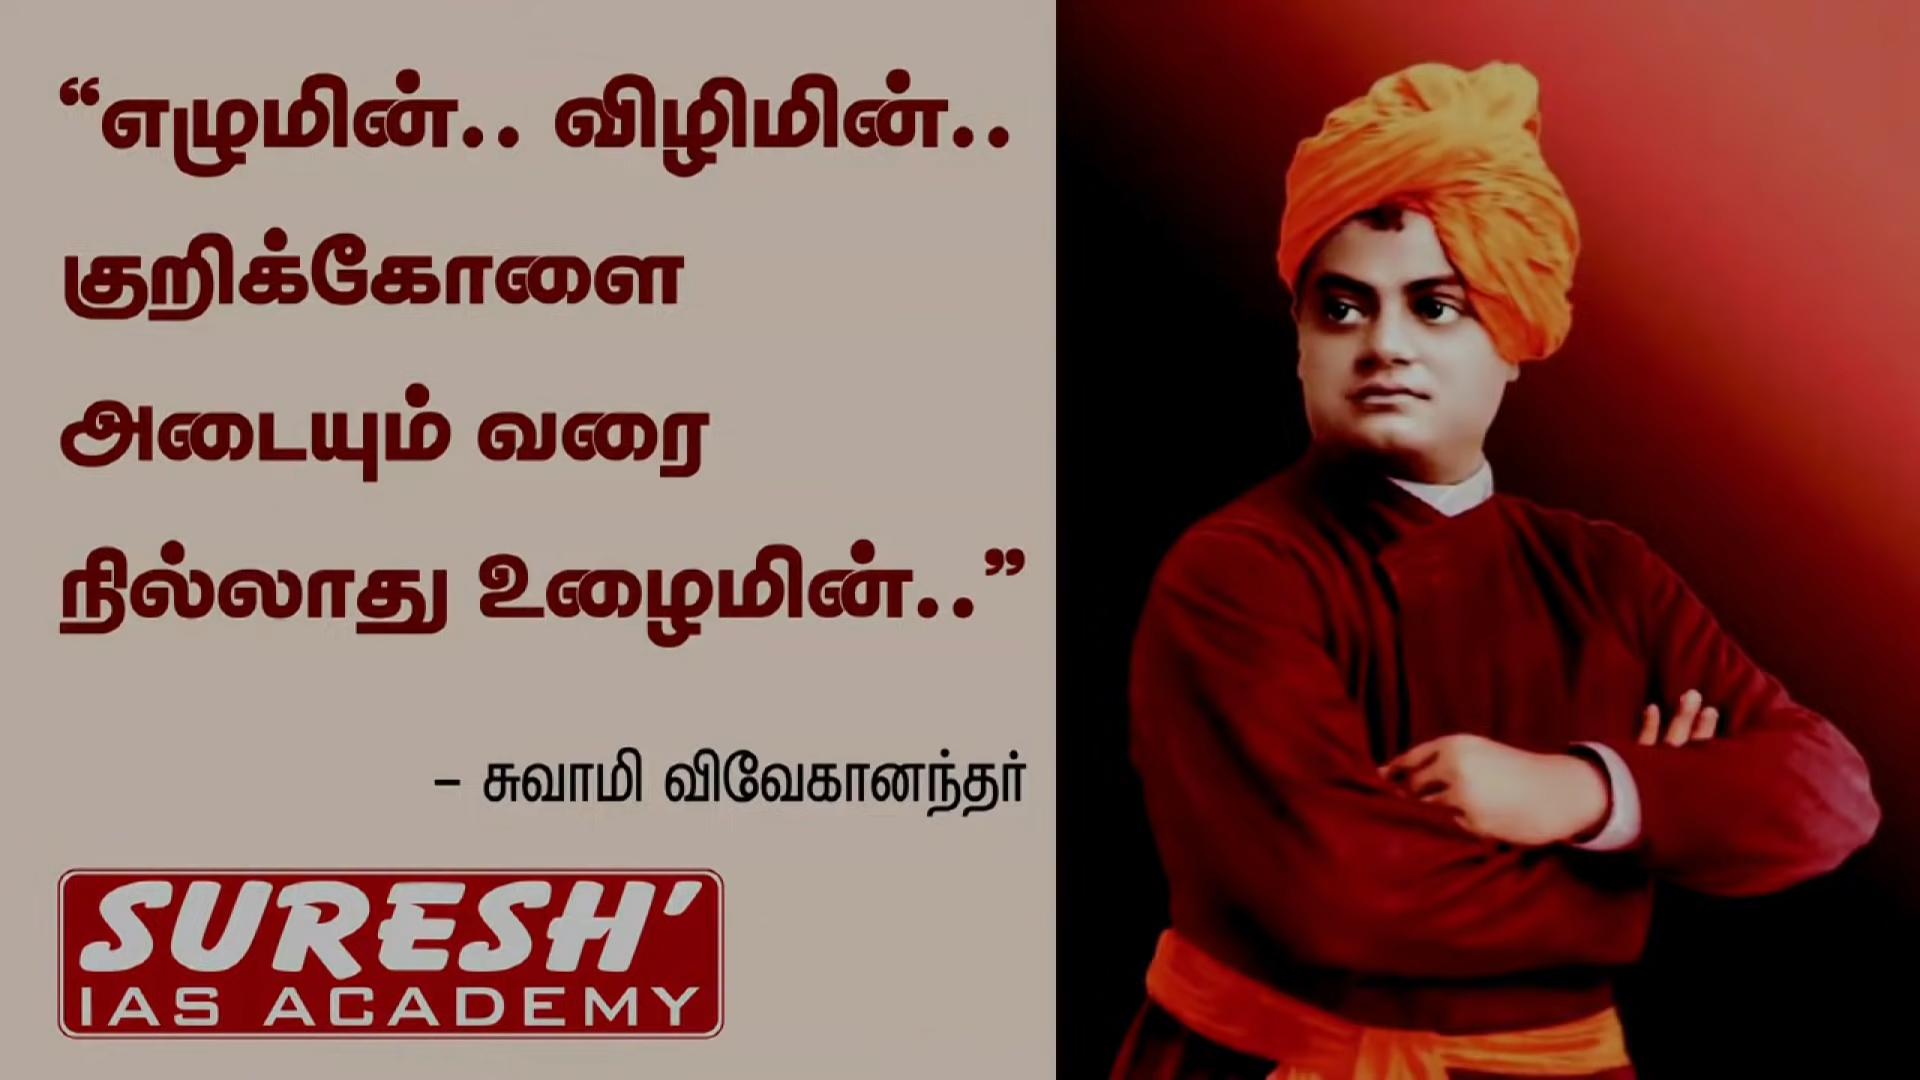 “எழுமின்.. விழிமின்..
குறிக்கோளை
அடையும் வரை
நில்லாது உழைமின்..”
– சுவாமி விவேகானந்தர்
SURESH’
IAS ACADEMY